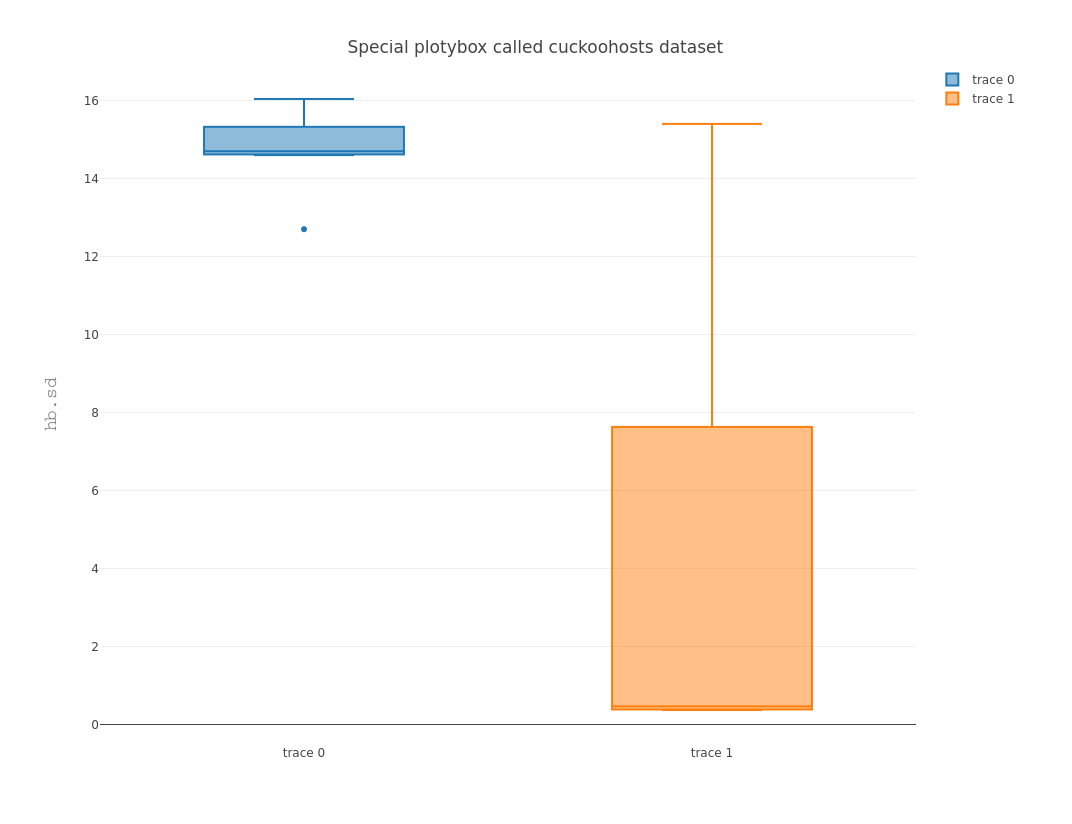 Special plotybox called cuckoohosts dataset
trace 0
trace 1
16
14
12
10
8
6
4
2
0
hb.sd
trace 0
trace 1